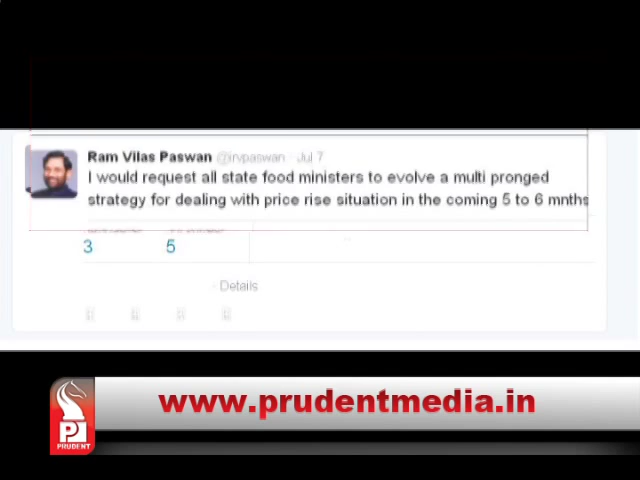 Ram Vilas Paswan @irvpaswan · Jul 7
I would request all state food ministers to evolve a multi pronged
strategy for dealing with price rise situation in the coming 5 to 6 mnths
3 5
· Details
www.prudentmedia.in
P
PRUDENT